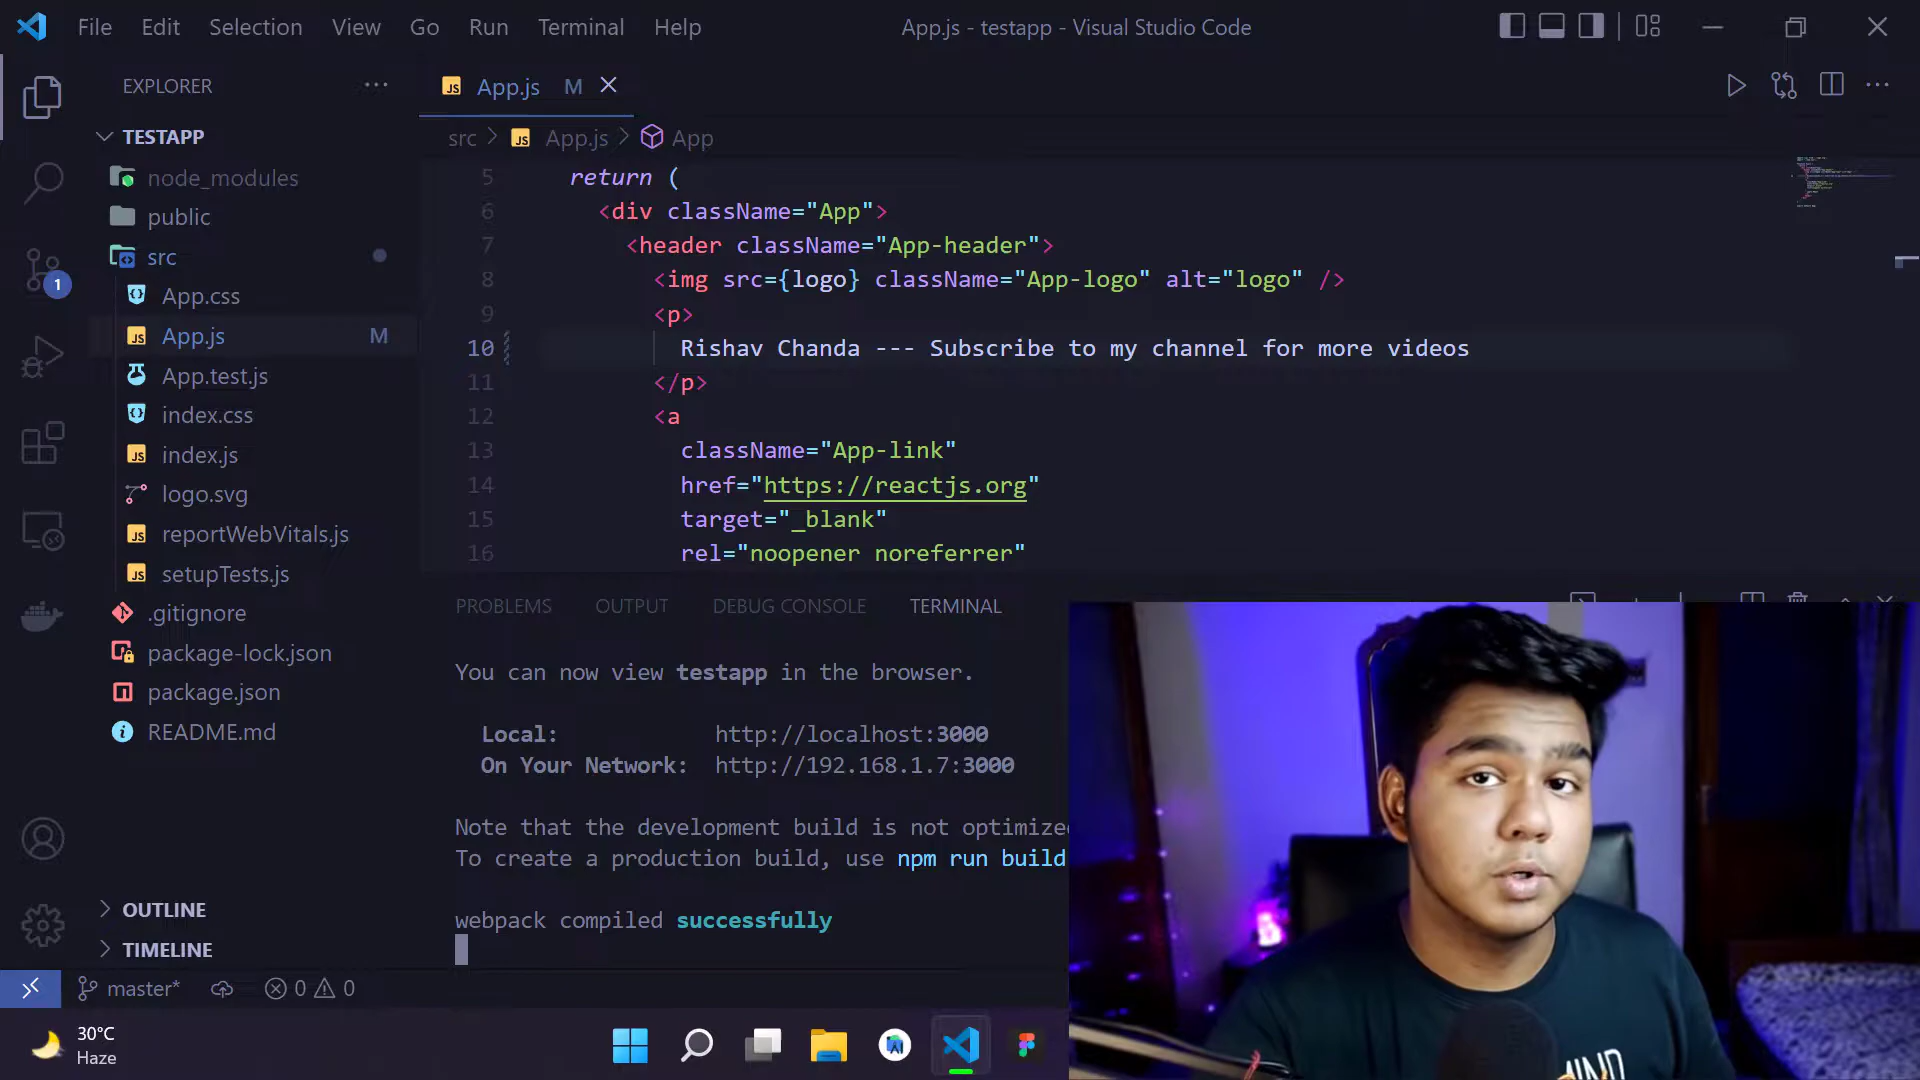 File Edit Selection View Go Run Terminal Help
App.js - testapp - Visual Studio Code
EXPLORER
TESTAPP
node_modules
public
src
App.css
App.js M
App.test.js
index.css
index.js
logo.svg
reportWebVitals.js
setupTests.js
.gitignore
package-lock.json
package.json
README.md
OUTLINE
TIMELINE
1
JS App.js M
src > JS App.js > App
5 return (
6 <div className="App">
7 <header className="App-header">
8 <img src={logo} className="App-logo" alt="logo" />
9 <p>
10 Rishav Chanda --- Subscribe to my channel for more videos
11 </p>
12 <a
13 className="App-link"
14 href="https://reactjs.org"
15 target="_blank"
16 rel="noopener noreferrer"
PROBLEMS OUTPUT DEBUG CONSOLE TERMINAL
You can now view testapp in the browser.
Local: http://localhost:3000
On Your Network: http://192.168.1.7:3000
Note that the development build is not optimized
To create a production build, use npm run build
webpack compiled successfully
master* 0 0
30°C
Haze